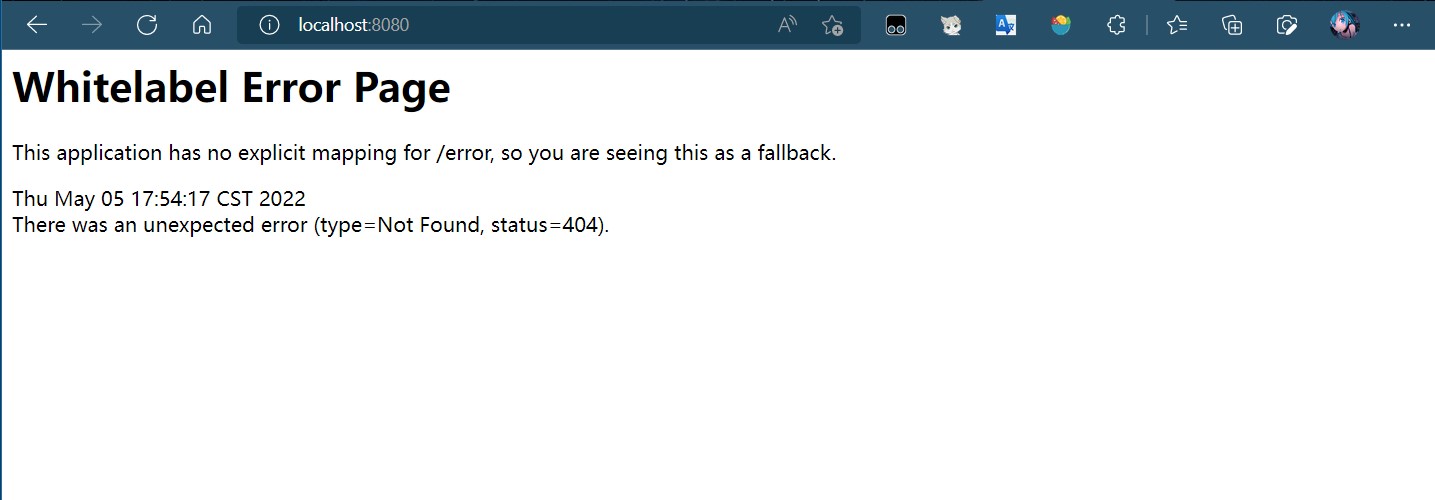 localhost:8080
Whitelabel Error Page
This application has no explicit mapping for /error, so you are seeing this as a fallback.
Thu May 05 17:54:17 CST 2022
There was an unexpected error (type=Not Found, status=404).